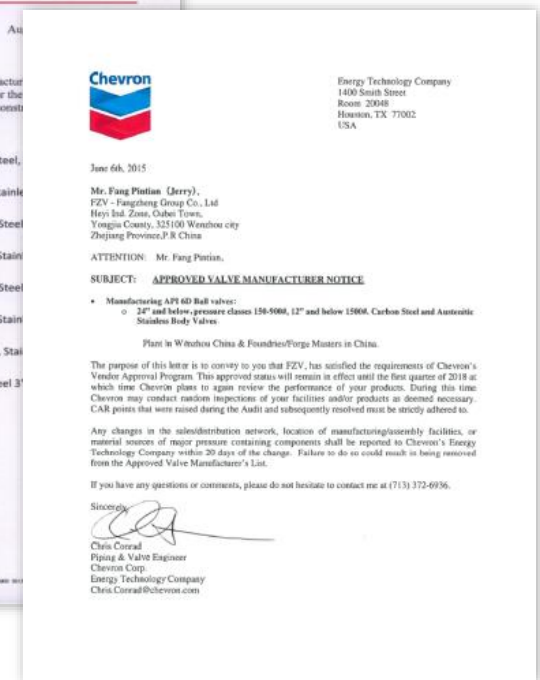 Au
Chevron
Energy Technology Company
1400 Smith Street
Room 20048
Houston, TX 77002
USA
June 6th, 2015
Mr. Fang Pintian (Jerry),
FZV – Fangzheng Group Co., Ltd
Heyi Ind. Zone, Oubei Town,
Yongjia County, 325100 Wenzhou city
Zhejiang Province,P.R China
ATTENTION: Mr. Fang Pintian,
SUBJECT: APPROVED VALVE MANUFACTURER NOTICE
• Manufacturing API 6D Ball valves:
o 24" and below, pressure classes 150-900#, 12" and below 1500#. Carbon Steel and Austenitic
Stainless Body Valves
Plant in Wenzhou China & Foundries/Forge Masters in China.
The purpose of this letter is to convey to you that FZV, has satisfied the requirements of Chevron's
Vendor Approval Program. This approved status will remain in effect until the first quarter of 2018 at
which time Chevron plans to again review the performance of your products. During this time
Chevron may conduct random inspections of your facilities and/or products as deemed necessary.
CAR points that were raised during the Audit and subsequently resolved must be strictly adhered to.
Any changes in the sales/distribution network, location of manufacturing/assembly facilities, or
material sources of major pressure containing components shall be reported to Chevron's Energy
Technology Company within 20 days of the change. Failure to do so could result in being removed
from the Approved Valve Manufacturer's List.
If you have any questions or comments, please do not hesitate to contact me at (713) 372-6936.
Sincerely,
Chris Conrad
Piping & Valve Engineer
Chevron Corp.
Energy Technology Company
Chris.Conrad@chevron.com